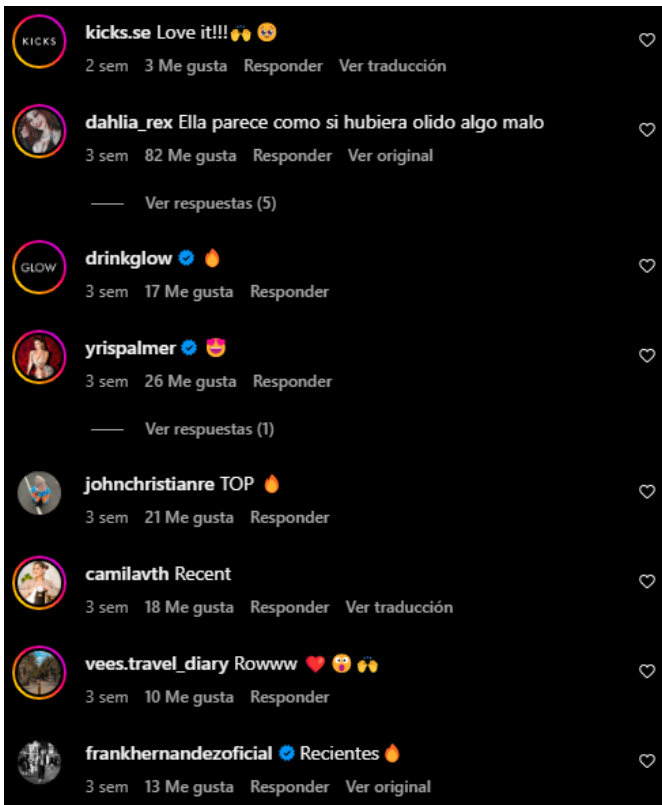 KICKS
kicks.se Love it!!!🙌🥹
2 sem 3 Me gusta Responder Ver traducción
dahlia_rex Ella parece como si hubiera olido algo malo
3 sem 82 Me gusta Responder Ver original
Ver respuestas (5)
GLOW
drinkglow 🔥
3 sem 17 Me gusta Responder
yrispalmer 😍
3 sem 26 Me gusta Responder
Ver respuestas (1)
johnchristianre TOP 🔥
3 sem 21 Me gusta Responder
camilavth Recent
3 sem 18 Me gusta Responder Ver traducción
vees.travel_diary Rowww ❤️😲🙌
3 sem 10 Me gusta Responder
frankhernandezoficial Recientes🔥
3 sem 13 Me gusta Responder Ver original